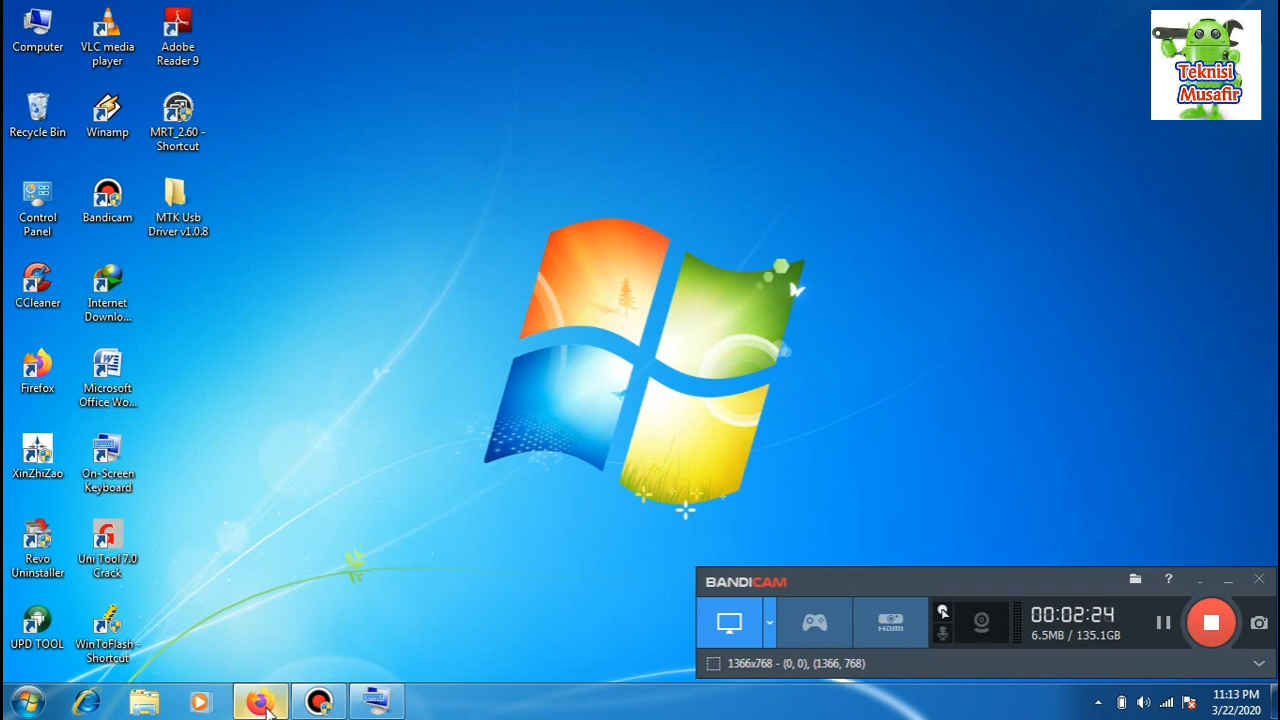 Computer
VLC media
player
Adobe
Reader 9
Teknisi
Musafir
Recycle Bin
Winamp
MRT_2.60 -
Shortcut
Control
Panel
Bandicam
MTK Usb
Driver v1.0.8
CCleaner
Internet
Downlo...
Firefox
Microsoft
Office Wo...
XinZhiZao
On-Screen
Keyboard
Revo
Uninstaller
Uni Tool 7.0
Crack
UPD TOOL
WinToFlash -
Shortcut
BANDICAM
?
HDMI
00:02:24
6.5MB / 135.1GB
1366x768 - (0, 0), (1366, 768)
11:13 PM
3/22/2020